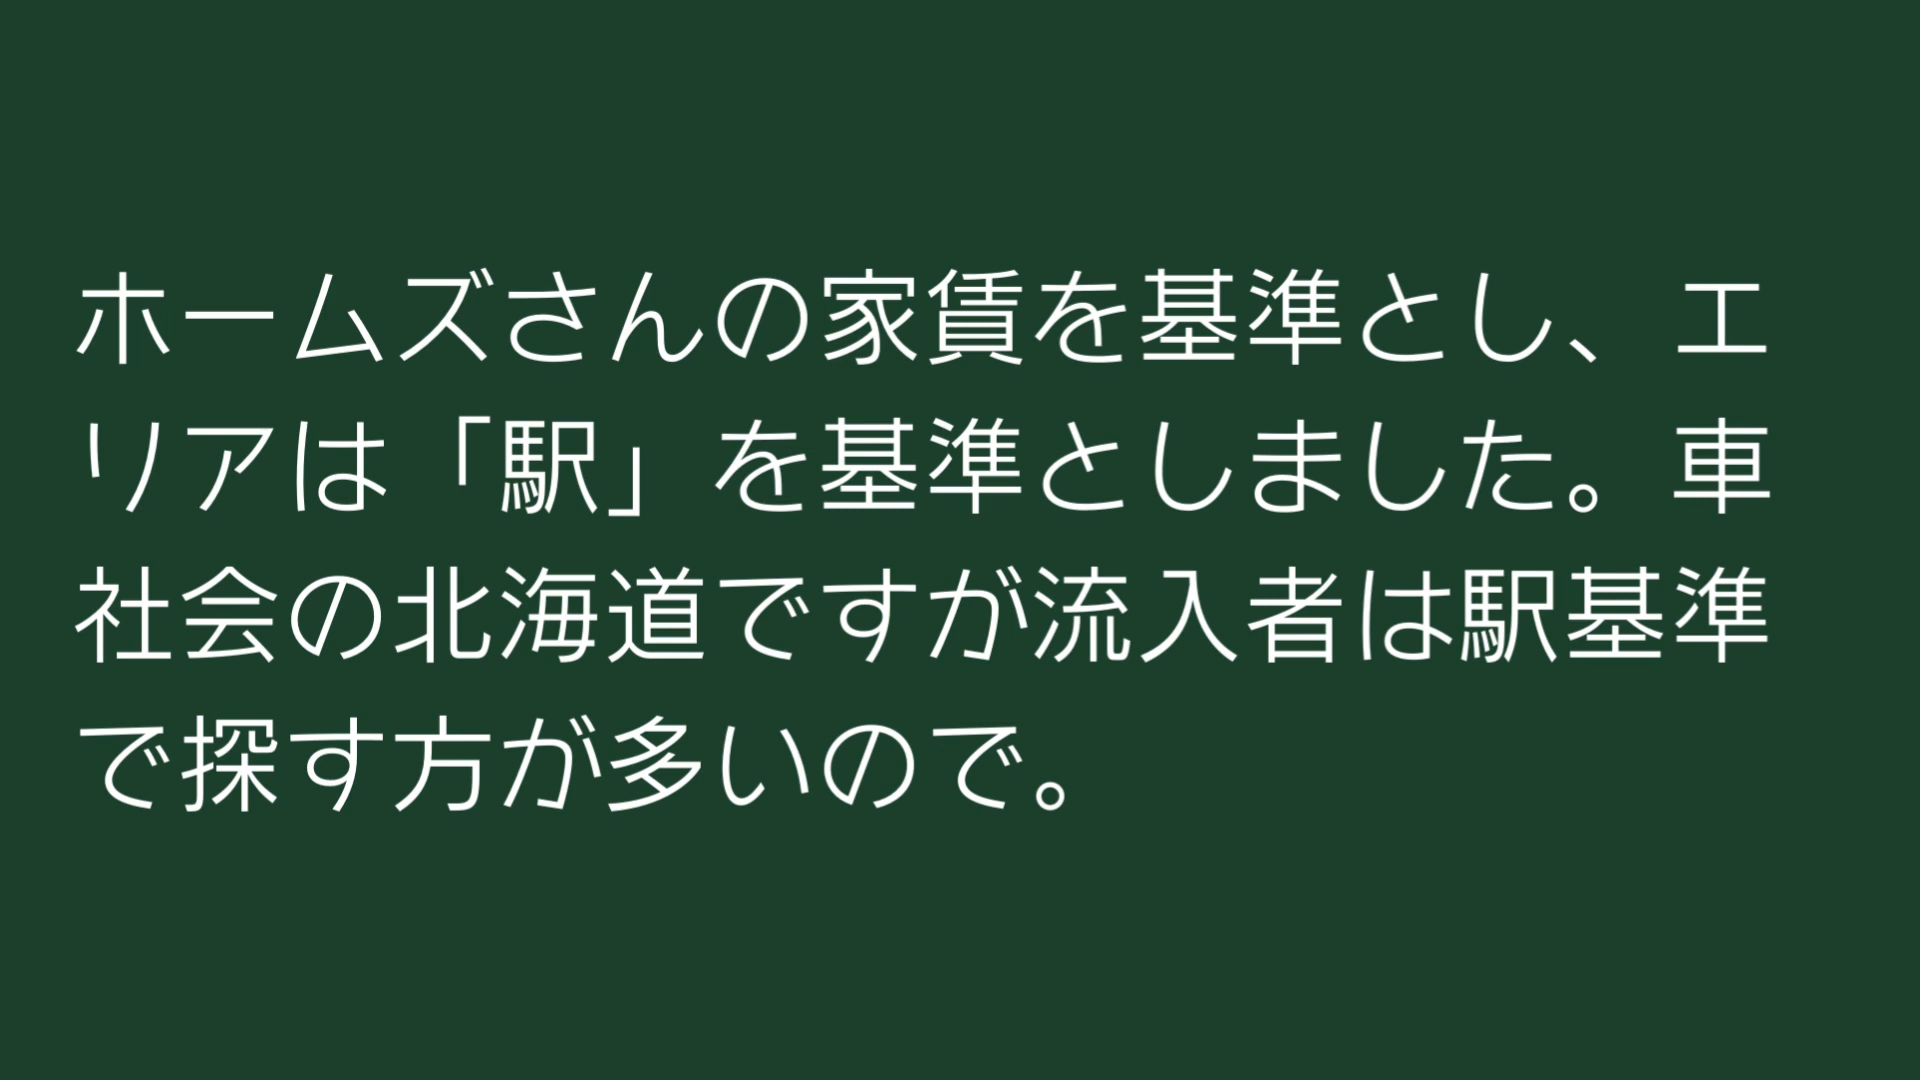 ホームズさんの家賃を基準とし、エ
リアは「駅」を基準としました。車
社会の北海道ですが流入者は駅基準
で探す方が多いので。